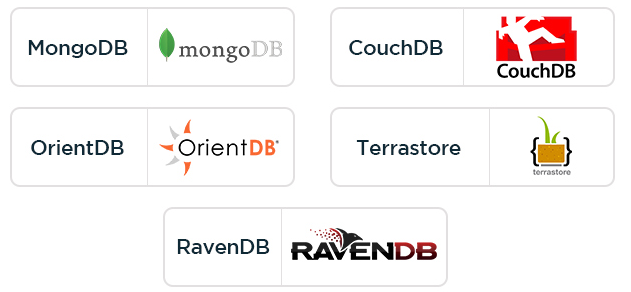 MongoDB
mongoDB
CouchDB
CouchDB
OrientDB
OrientDB®
Terrastore
terrastore
RavenDB
RAVENDB